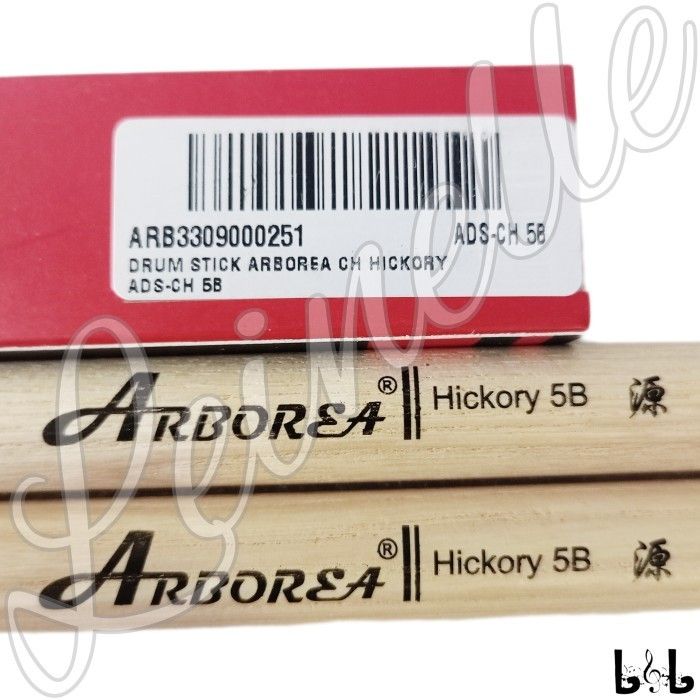 ARB3309000251 ADS-CH 5B
DRUM STICK ARBOREA CH HICKORY
ADS-CH 5B
ARBOREA® Hickory 5B 源
ARBOREA® Hickory 5B 源
Leinelle
L&L